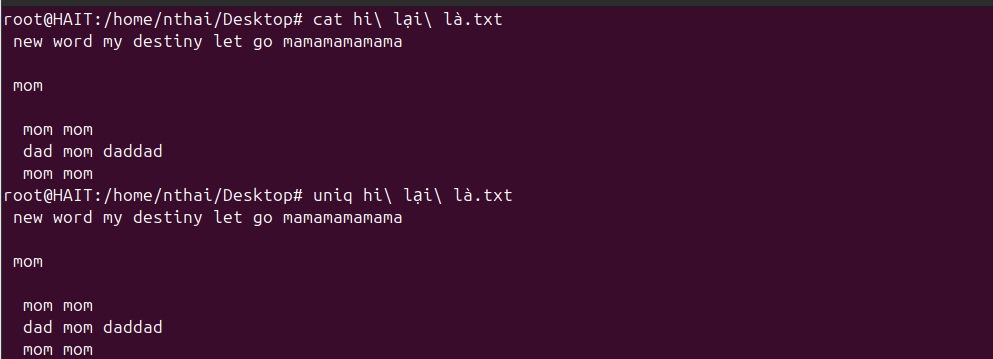 root@HAIT:/home/nthai/Desktop# cat hi\ lại\ là.txt
new word my destiny let go mamamamamama
mom
mom mom
dad mom daddad
mom mom
root@HAIT:/home/nthai/Desktop# uniq hi\ lại\ là.txt
new word my destiny let go mamamamamama
mom
mom mom
dad mom daddad
mom mom